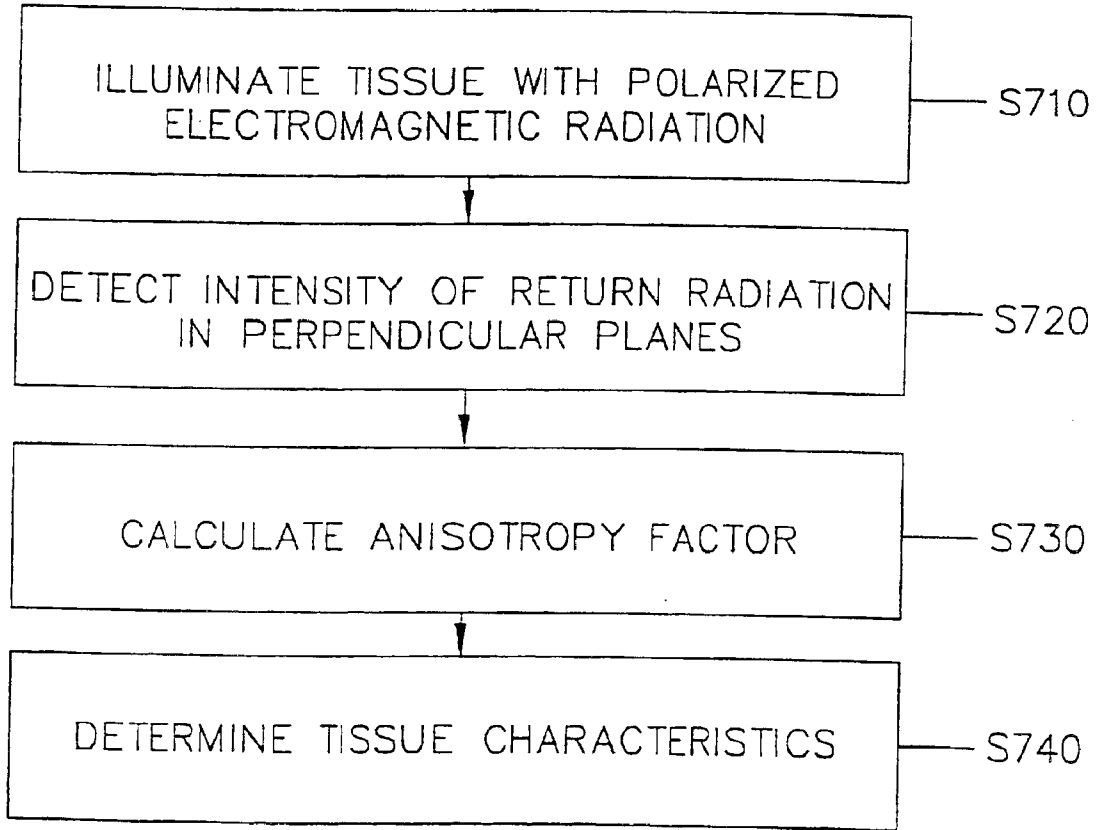 ILLUMINATE TISSUE WITH POLARIZED
ELECTROMAGNETIC RADIATION
S710
DETECT INTENSITY OF RETURN RADIATION
IN PERPENDICULAR PLANES
S720
CALCULATE ANISOTROPY FACTOR
S730
DETERMINE TISSUE CHARACTERISTICS
S740